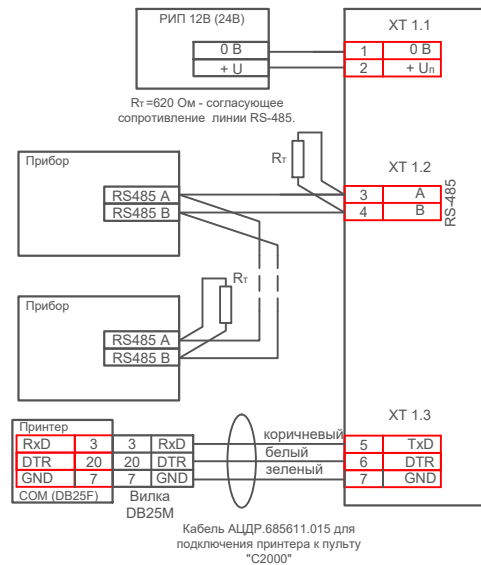 РИП 12В (24В)
0 В
+ U
XT 1.1
1 0 В
2 + Uп
Rт=620 Ом - согласующее
сопротивление линии RS-485.
Прибор
RS485 A
RS485 B
Rт
XT 1.2
3 A
4 B
RS-485
Прибор
RS485 A
RS485 B
Rт
XT 1.3
Принтер
RxD 3 3 RxD коричневый 5 TxD
DTR 20 20 DTR белый 6 DTR
GND 7 7 GND зеленый 7 GND
COM (DB25F)
Вилка
DB25M
Кабель АЦДР.685611.015 для
подключения принтера к пульту
"С2000"